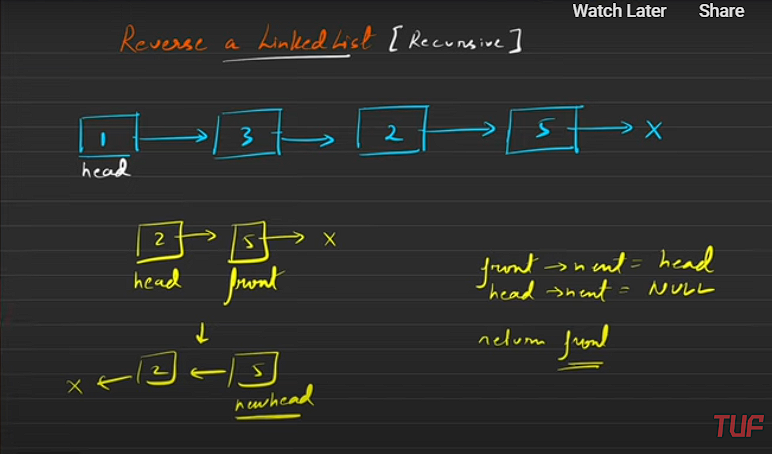 Watch Later Share
Reverse a LinkedList [Recursive]
1 3 2 5 X
head
2 5 X
head front
front → next = head
head → next = NULL
return front
X 2 5
newhead
TUF